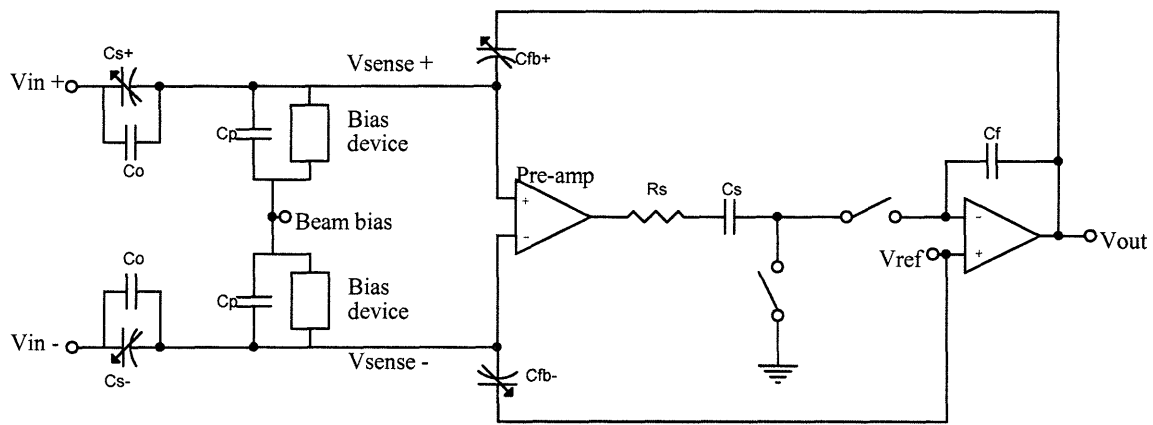 Cs+
Vsense +
Cfb+
Vin +
Co
Cp
Bias
device
Pre-amp
+
-
Rs
Cs
Cf
-
+
Vref
Vout
Beam bias
Co
Cp
Bias
device
Vin -
Cs-
Vsense -
Cfb-